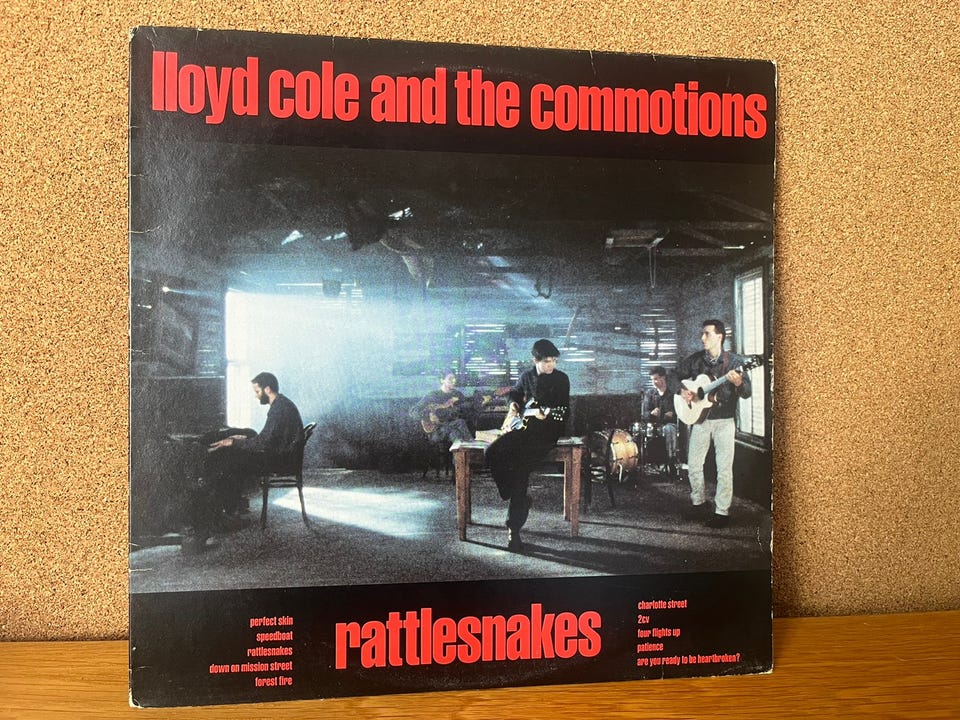 lloyd cole and the commotions
perfect skin
speedboat
rattlesnakes
down on mission street
forest fire
rattlesnakes
charlotte street
2cv
four flights up
patience
are you ready to be heartbroken?